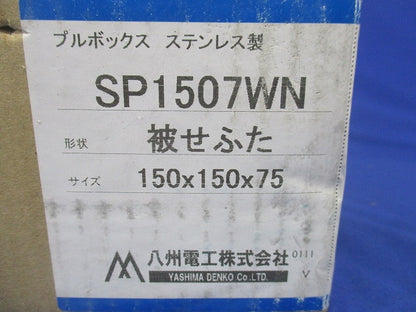 プルボックス ステンレス製
SP1507WN
形状 被せふた
サイズ 150x150x75
八州電工株式会社 0111
YASHIMA DENKO Co.LTD. V